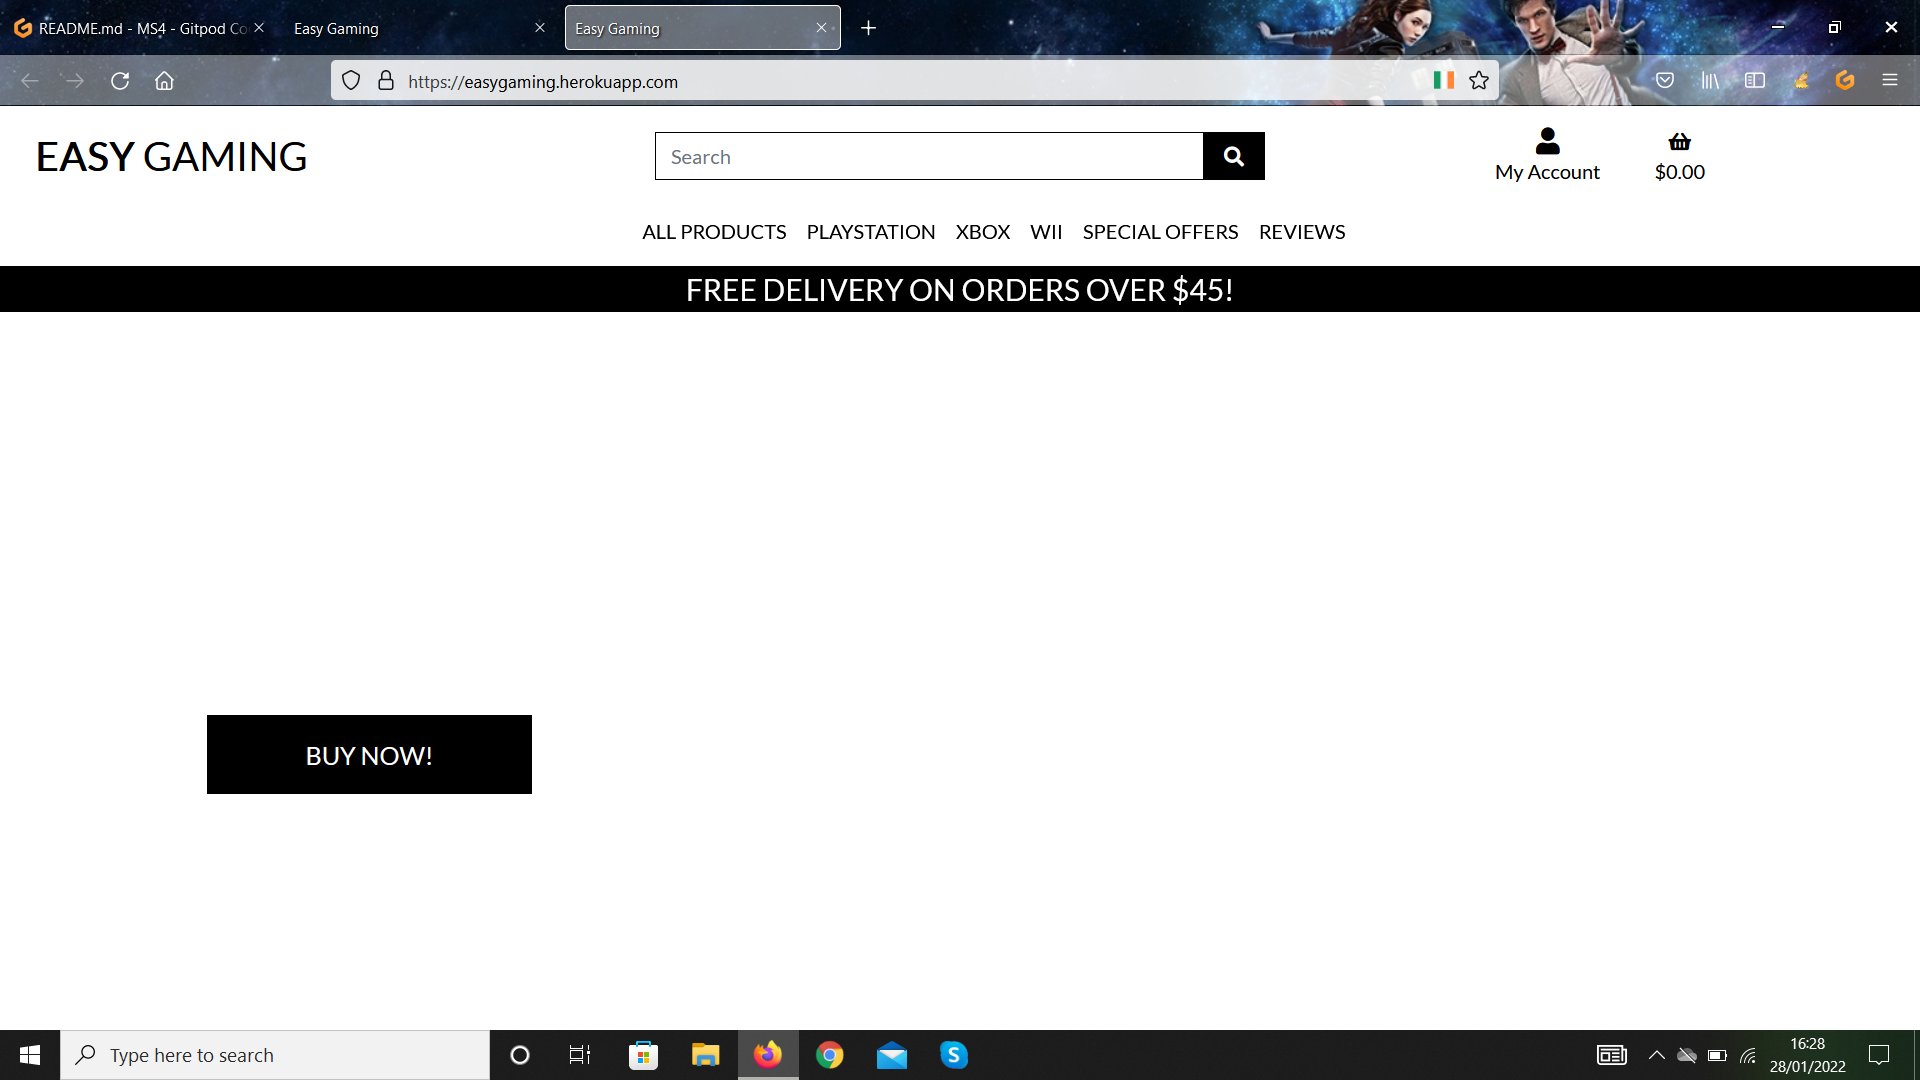 README.md - MS4 - Gitpod Co
Easy Gaming
Easy Gaming
https://easygaming.herokuapp.com
EASY GAMING
Search
My Account
$0.00
ALL PRODUCTS PLAYSTATION XBOX WII SPECIAL OFFERS REVIEWS
FREE DELIVERY ON ORDERS OVER $45!
BUY NOW!
Type here to search
16:28
28/01/2022